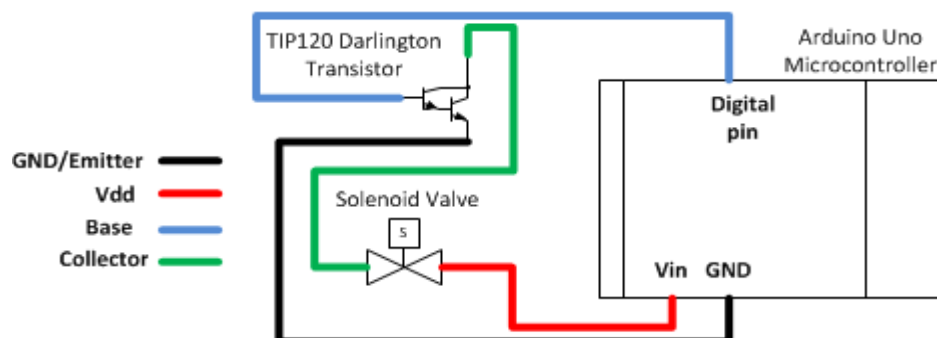 TIP120 Darlington
Transistor
Arduino Uno
Microcontroller
Digital
pin
GND/Emitter
Vdd
Base
Collector
Solenoid Valve
S
Vin GND